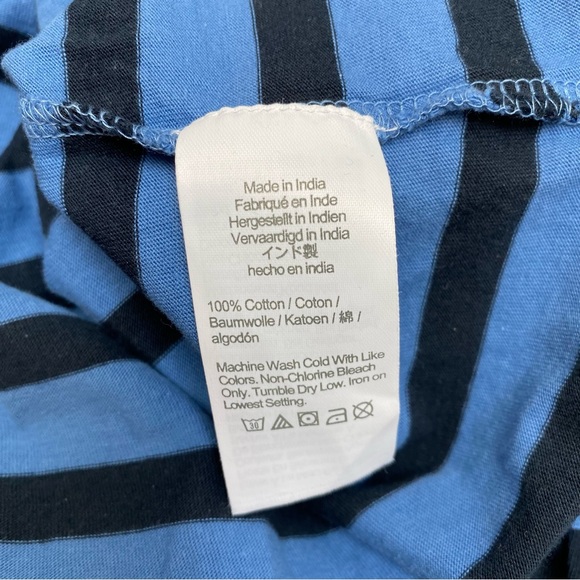 Made in India
Fabriqué en Inde
Hergestellt in Indien
Vervaardigd in India
インド製
hecho en india
100% Cotton / Coton /
Baumwolle / Katoen / 綿 /
algodón
Machine Wash Cold With Like
Colors. Non-Chlorine Bleach
Only. Tumble Dry Low. Iron on
Lowest Setting.
30